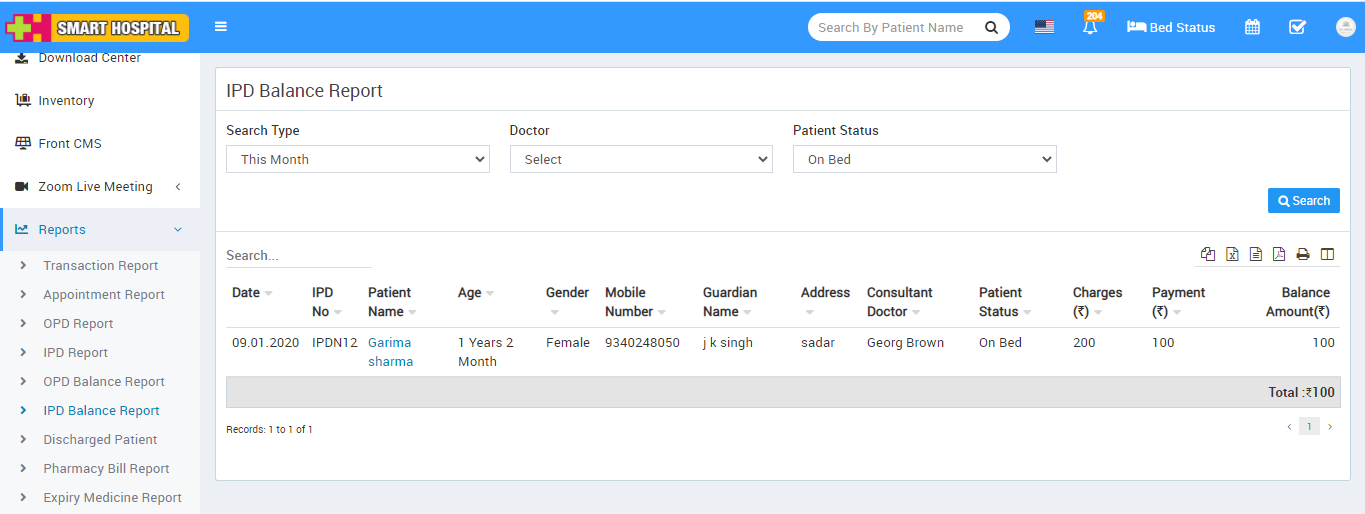 SMART HOSPITAL
Search By Patient Name
204
Bed Status
Download Center
Inventory
Front CMS
Zoom Live Meeting
Reports
Transaction Report
Appointment Report
OPD Report
IPD Report
OPD Balance Report
IPD Balance Report
Discharged Patient
Pharmacy Bill Report
Expiry Medicine Report
IPD Balance Report
Search Type Doctor Patient Status
This Month Select On Bed
Search
Search...
Date IPD Patient Age Gender Mobile Guardian Address Consultant Patient Charges Payment Balance
No Name Number Name Doctor Status (₹) (₹) Amount(₹)
09.01.2020 IPDN12 Garima 1 Years 2 Female 9340248050 j k singh sadar Georg Brown On Bed 200 100 100
sharma Month
Total :₹100
Records: 1 to 1 of 1
1